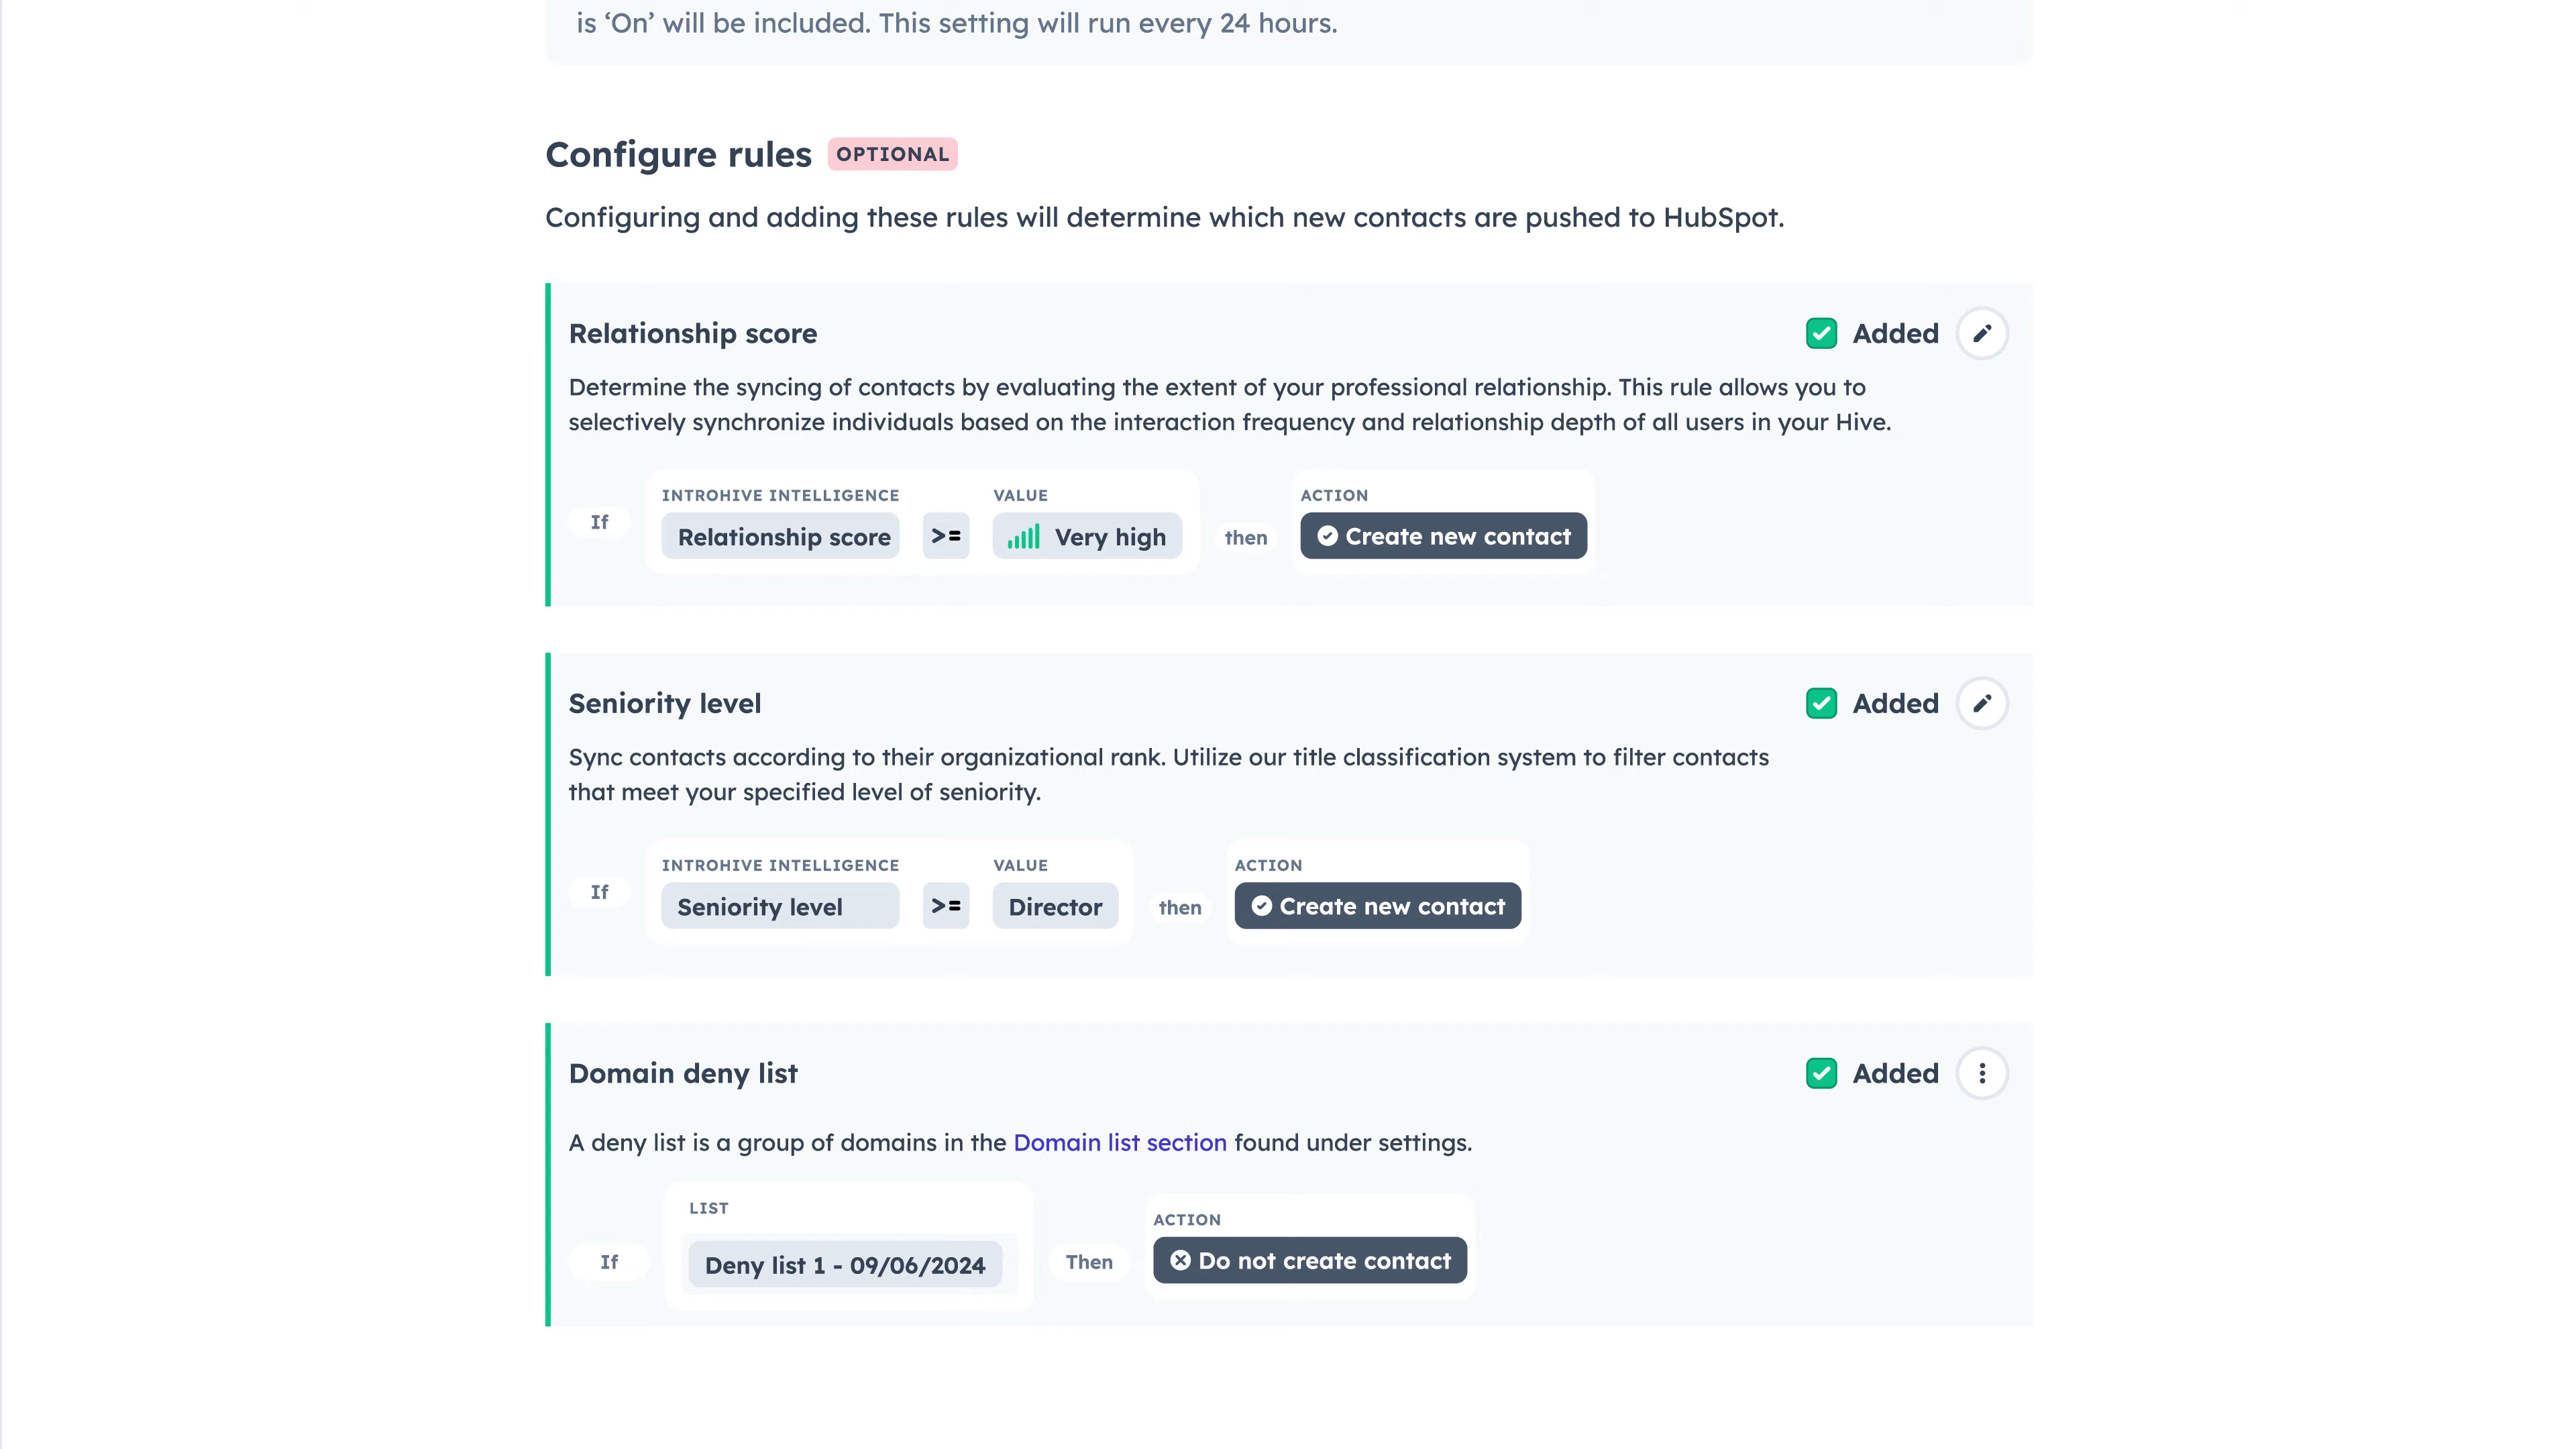 is ‘On’ will be included. This setting will run every 24 hours.
Configure rules OPTIONAL
Configuring and adding these rules will determine which new contacts are pushed to HubSpot.
Relationship score
Added
Determine the syncing of contacts by evaluating the extent of your professional relationship. This rule allows you to
selectively synchronize individuals based on the interaction frequency and relationship depth of all users in your Hive.
INTROHIVE INTELLIGENCE VALUE ACTION
If Relationship score >= Very high then Create new contact
Seniority level
Added
Sync contacts according to their organizational rank. Utilize our title classification system to filter contacts
that meet your specified level of seniority.
INTROHIVE INTELLIGENCE VALUE ACTION
If Seniority level >= Director then Create new contact
Domain deny list
Added
A deny list is a group of domains in the Domain list section found under settings.
LIST ACTION
If Deny list 1 - 09/06/2024 Then Do not create contact